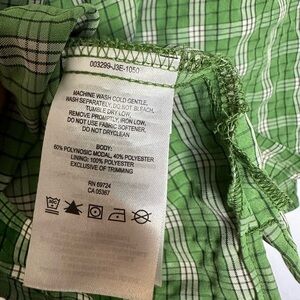 003299-J3E-1050
MACHINE WASH COLD GENTLE,
WASH SEPARATELY, DO NOT BLEACH,
TUMBLE DRY LOW,
REMOVE PROMPTLY, IRON LOW,
DO NOT USE FABRIC SOFTENER,
DO NOT DRYCLEAN
BODY:
60% POLYNOSIC MODAL, 40% POLYESTER
LINING: 100% POLYESTER
EXCLUSIVE OF TRIMMING
RN 69724
CA 05367